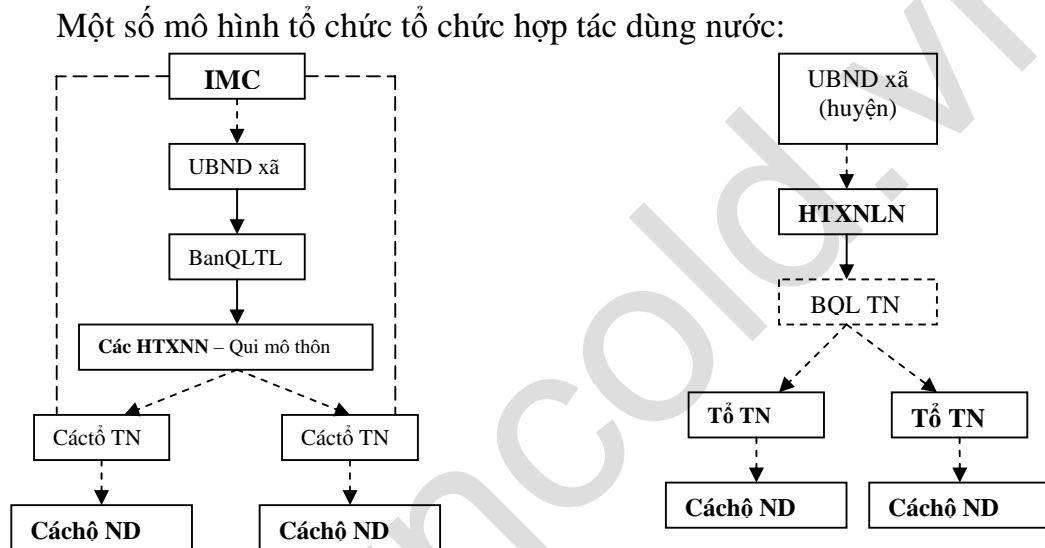 Một số mô hình tổ chức tổ chức hợp tác dùng nước:
IMC
UBND xã
BanQLTL
Các HTXNN – Qui mô thôn
Cáctổ TN
Cáctổ TN
Cáchộ ND
Cáchộ ND
UBND xã
(huyện)
HTXNLN
BQL TN
Tổ TN
Tổ TN
Cáchộ ND
Cáchộ ND